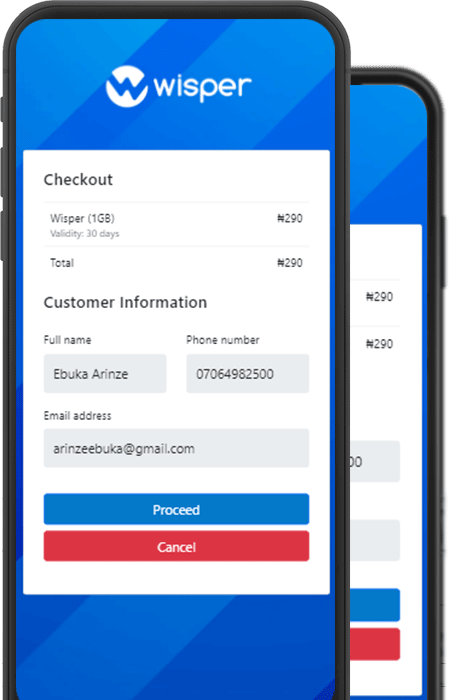 wisper
Checkout
Wisper (1GB) ₦290
Validity: 30 days
Total ₦290
Customer Information
Full name Phone number
Ebuka Arinze 07064982500
Email address
arinzeebuka@gmail.com
Proceed
Cancel
₦290
₦290
00